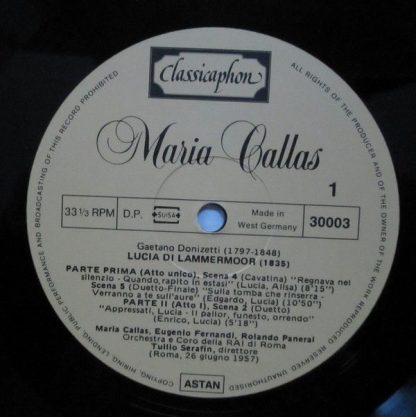 Classicaphon
Maria Callas
1
33 1/3 RPM
D.P.
SUISA
Made in
West Germany
30003
Gaetano Donizetti (1797-1848)
LUCIA DI LAMMERMOOR (1835)
PARTE PRIMA (Atto unico), Scena 4 (Cavatina) "Regnava nel
silenzio - Quando, rapito in estasi" (Lucia, Alisa) (8'15")
Scena 5 (Dueto-Finale) "Sulla tomba che rinserra -
Verranno a te sull'aure" (Edgardo, Lucia) (10'50")
PARTE II (Atto I), Scena 2 (Duetto)
"Appressati, Lucia - Il pallor, funesto, orrendo"
(Enrico, Lucia) (5'18")
Maria Callas, Eugenio Fernandi, Rolando Panerai
Orchestra e Coro della RAI di Roma
Tullio Serafin, direttore
(Roma, 26 giugno 1957)
ASTAN
ALL RIGHTS OF THE PRODUCER AND OF THE OWNER OF THE WORK REPRODUCED RESERVED UNAUTHORISED COPYING, HIRING, LENDING, PUBLIC PERFORMANCE AND BROADCASTING OF THIS RECORD PROHIBITED